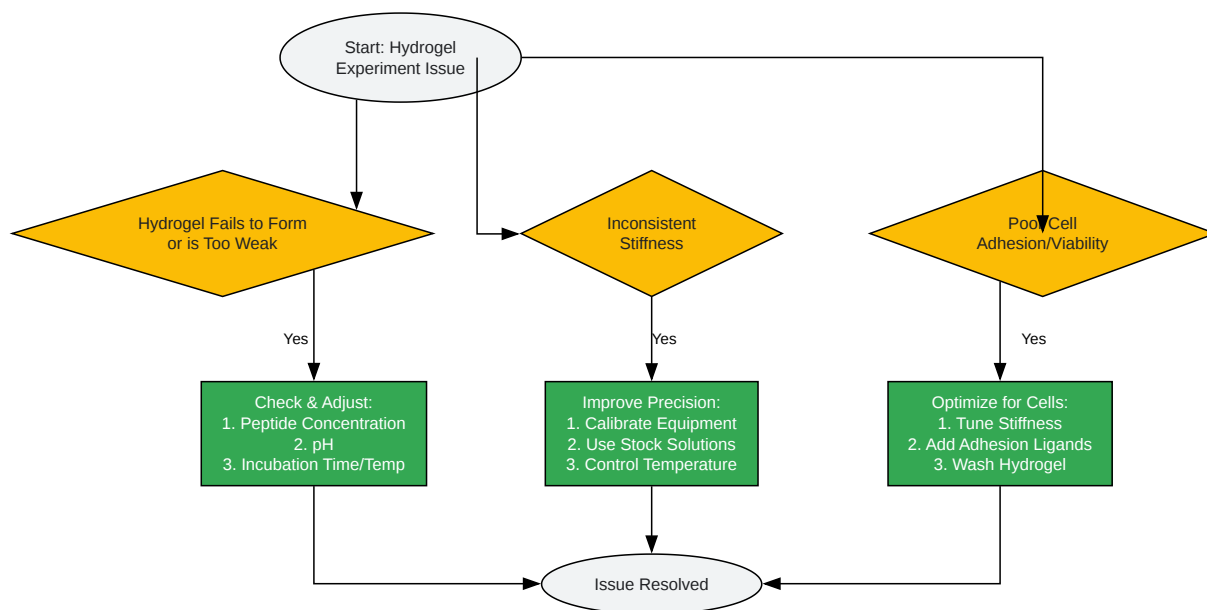 Start: Hydrogel
Experiment Issue
Hydrogel Fails to Form
or is Too Weak
Inconsistent
Stiffness
Poor Cell
Adhesion/Viability
Yes
Yes
Yes
Check & Adjust:
1. Peptide Concentration
2. pH
3. Incubation Time/Temp
Improve Precision:
1. Calibrate Equipment
2. Use Stock Solutions
3. Control Temperature
Optimize for Cells:
1. Tune Stiffness
2. Add Adhesion Ligands
3. Wash Hydrogel
Issue Resolved